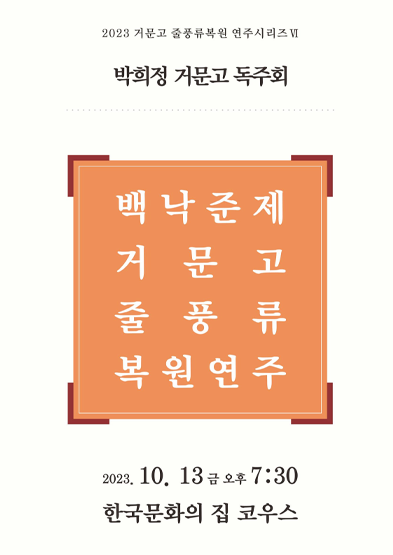 2023 거문고 줄풍류복원 연주시리즈 Ⅵ
박희정 거문고 독주회
백낙준제
거문고
줄풍류
복원연주
2023. 10. 13 금 오후 7:30
한국문화의 집 코우스